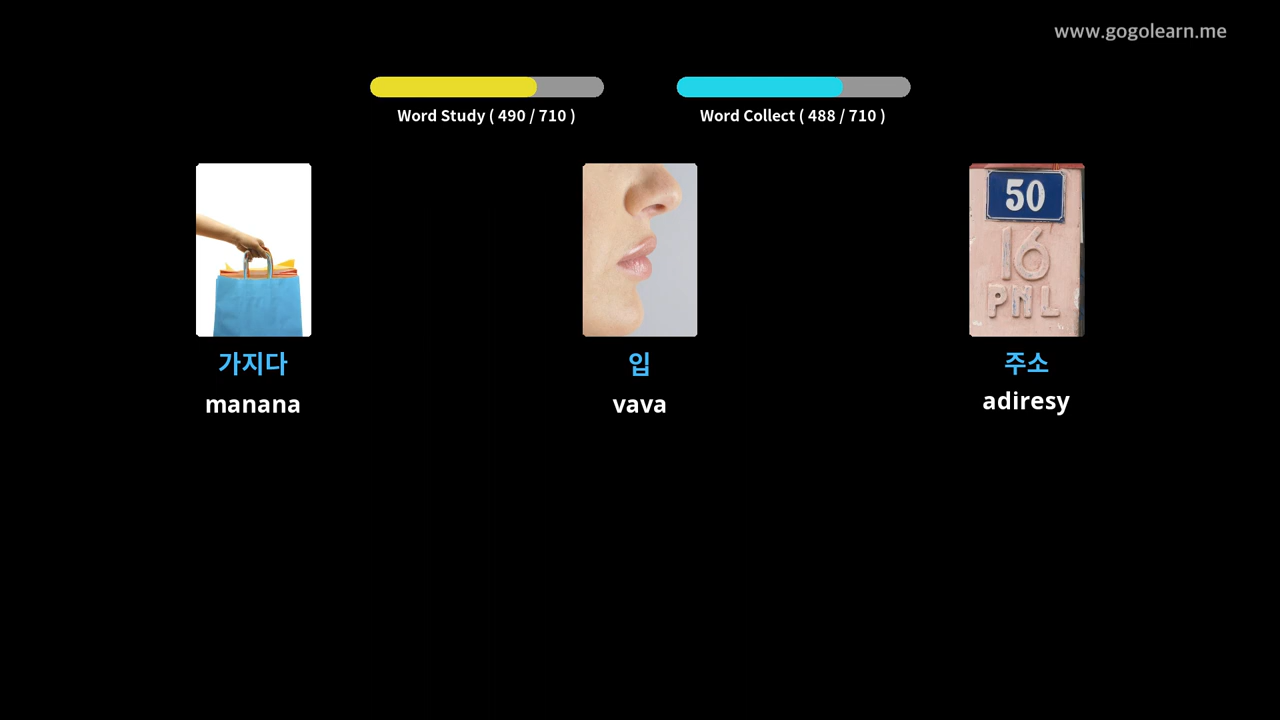 www.gogolearn.me
Word Study ( 490 / 710 )
Word Collect ( 488 / 710 )
50
16
PNL
가지다
입
주소
manana
vava
adiresy